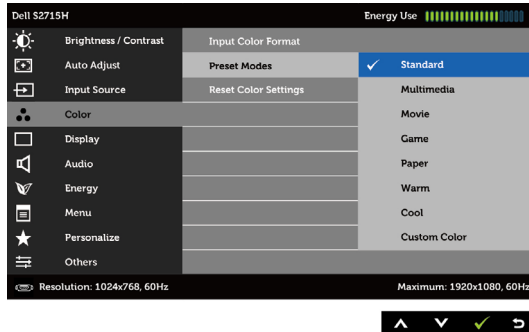 Dell S2715H Energy Use
Brightness / Contrast Input Color Format
Auto Adjust Preset Modes Standard
Input Source Reset Color Settings Multimedia
Color Movie
Display Game
Audio Paper
Energy Warm
Menu Cool
Personalize Custom Color
Others
Resolution: 1024x768, 60Hz Maximum: 1920x1080, 60Hz